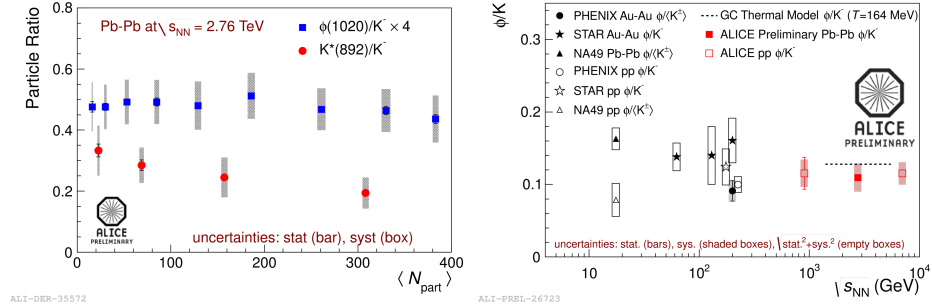 Particle Ratio
0.8
0.6
0.4
0.2
0
Pb-Pb at √sNN = 2.76 TeV
ϕ(1020)/K⁻ × 4
K*(892)/K⁻
ALICE
PRELIMINARY
uncertainties: stat (bar), syst (box)
0 100 200 300 400
⟨ Npart ⟩
ALI-DER-35572
ϕ/K
0.3
0.2
0.1
0
PHENIX Au-Au ϕ/⟨K±⟩
STAR Au-Au ϕ/K⁻
NA49 Pb-Pb ϕ/⟨K±⟩
PHENIX pp ϕ/K⁻
STAR pp ϕ/K⁻
NA49 pp ϕ/⟨K±⟩
GC Thermal Model ϕ/K⁻ (T=164 MeV)
ALICE Preliminary Pb-Pb ϕ/K⁻
ALICE pp ϕ/K⁻
ALICE
PRELIMINARY
uncertainties: stat. (bars), sys. (shaded boxes), √stat.²+sys.² (empty boxes)
10 10² 10³ 10⁴
√sNN (GeV)
ALI-PREL-26723